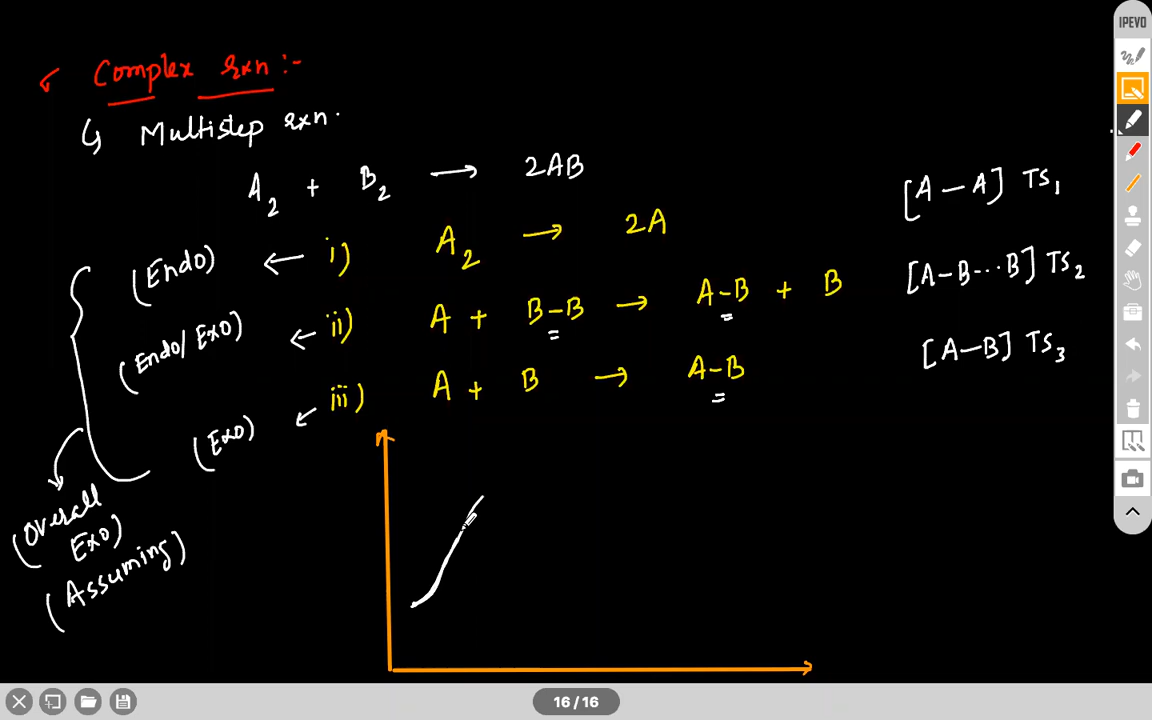 Complex rxn :-
Multistep rxn.
A₂ + B₂ → 2AB
(Endo) ← i) A₂ → 2A [A – A] TS₁
(Endo/Exo) ← ii) A + B–B → A–B + B [A–B···B] TS₂
(Exo) ← iii) A + B → A–B [A–B] TS₃
(Overall
Exo)
(Assuming)
IPEVO
16 / 16